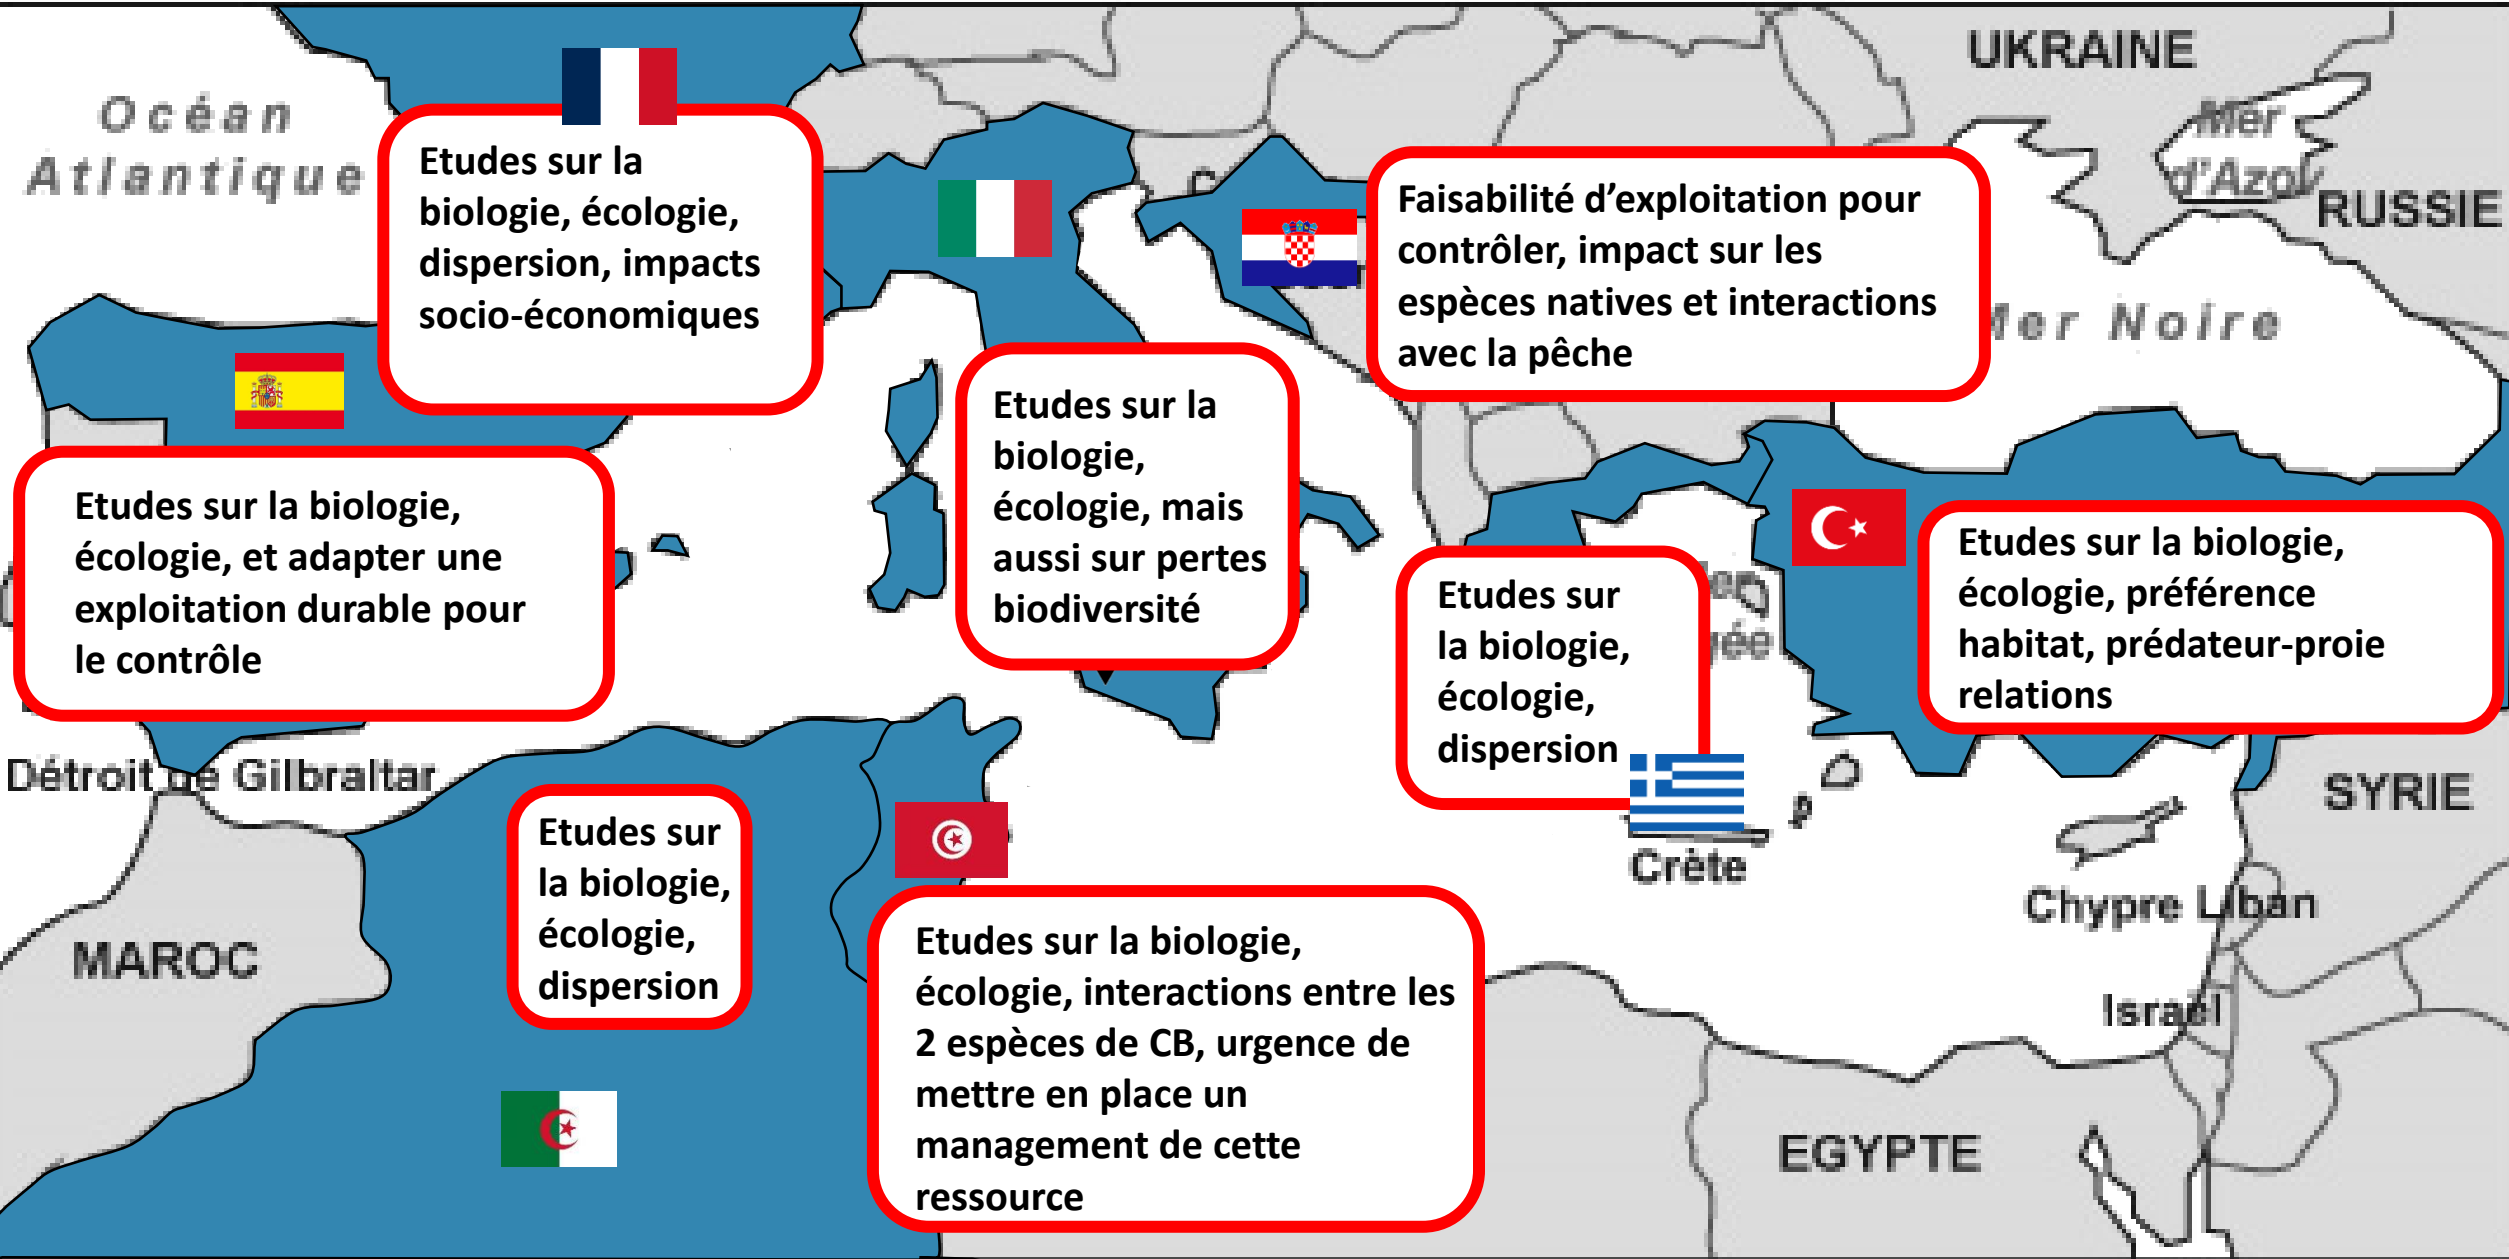 UKRAINE
Océan
Atlantique
Mer
d'Azov
RUSSIE
Etudes sur la
biologie, écologie,
dispersion, impacts
socio-économiques
Faisabilité d'exploitation pour
contrôler, impact sur les
espèces natives et interactions
avec la pêche
Mer Noire
Etudes sur la
biologie,
écologie, mais
aussi sur pertes
biodiversité
Etudes sur la biologie,
écologie, et adapter une
exploitation durable pour
le contrôle
Etudes sur
la biologie,
écologie,
dispersion
Etudes sur la biologie,
écologie, préférence
habitat, prédateur-proie
relations
Détroit de Gilbraltar
SYRIE
Crète
Chypre
Liban
Etudes sur
la biologie,
écologie,
dispersion
MAROC
Etudes sur la biologie,
écologie, interactions entre les
2 espèces de CB, urgence de
mettre en place un
management de cette
ressource
Israël
EGYPTE